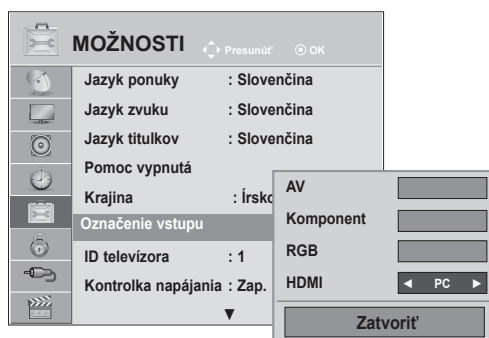 MOŽNOSTI Presunúť OK
Jazyk ponuky : Slovenčina
Jazyk zvuku : Slovenčina
Jazyk titulkov : Slovenčina
Pomoc vypnutá
Krajina : Írsko
Označenie vstupu
ID televízora : 1
Kontrolka napájania : Zap.
AV
Komponent
RGB
HDMI ◄ PC ►
Zatvoriť